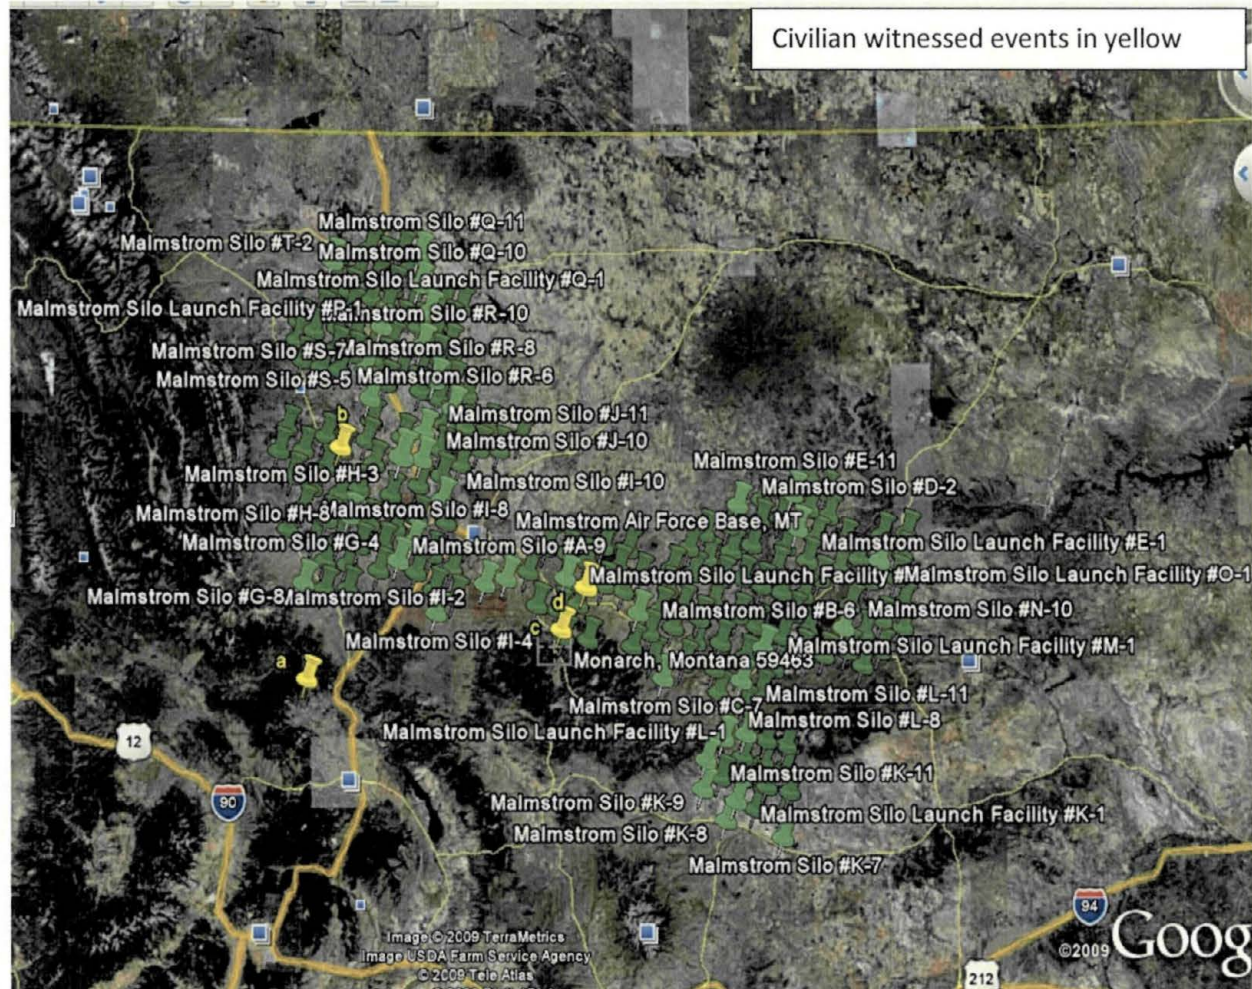 Civilian witnessed events in yellow
Malmstrom Silo #Q-11
Malmstrom Silo #T-2
Malmstrom Silo #Q-10
Malmstrom Silo Launch Facility #Q-1
Malmstrom Silo Launch Facility #P-1
Malmstrom Silo #R-10
Malmstrom Silo #S-7
Malmstrom Silo #R-8
Malmstrom Silo #S-5
Malmstrom Silo #R-6
b
Malmstrom Silo #J-11
Malmstrom Silo #J-10
Malmstrom Silo #E-11
Malmstrom Silo #H-3
Malmstrom Silo #I-10
Malmstrom Silo #D-2
Malmstrom Silo #H-8
Malmstrom Silo #I-8
Malmstrom Air Force Base, MT
Malmstrom Silo #G-4
Malmstrom Silo #A-9
Malmstrom Silo Launch Facility #E-1
Malmstrom Silo Launch Facility #
Malmstrom Silo Launch Facility #O-1
Malmstrom Silo #G-8
Malmstrom Silo #I-2
d
Malmstrom Silo #B-6
Malmstrom Silo #N-10
c
Malmstrom Silo #I-4
Malmstrom Silo Launch Facility #M-1
a
Monarch, Montana 59463
Malmstrom Silo #L-11
Malmstrom Silo #C-7
Malmstrom Silo #L-8
Malmstrom Silo Launch Facility #L-1
12
Malmstrom Silo #K-11
90
Malmstrom Silo #K-9
Malmstrom Silo Launch Facility #K-1
Malmstrom Silo #K-8
Malmstrom Silo #K-7
94
Image © 2009 TerraMetrics
Image USDA Farm Service Agency
© 2009 Tele Atlas
©2009 Goog
212